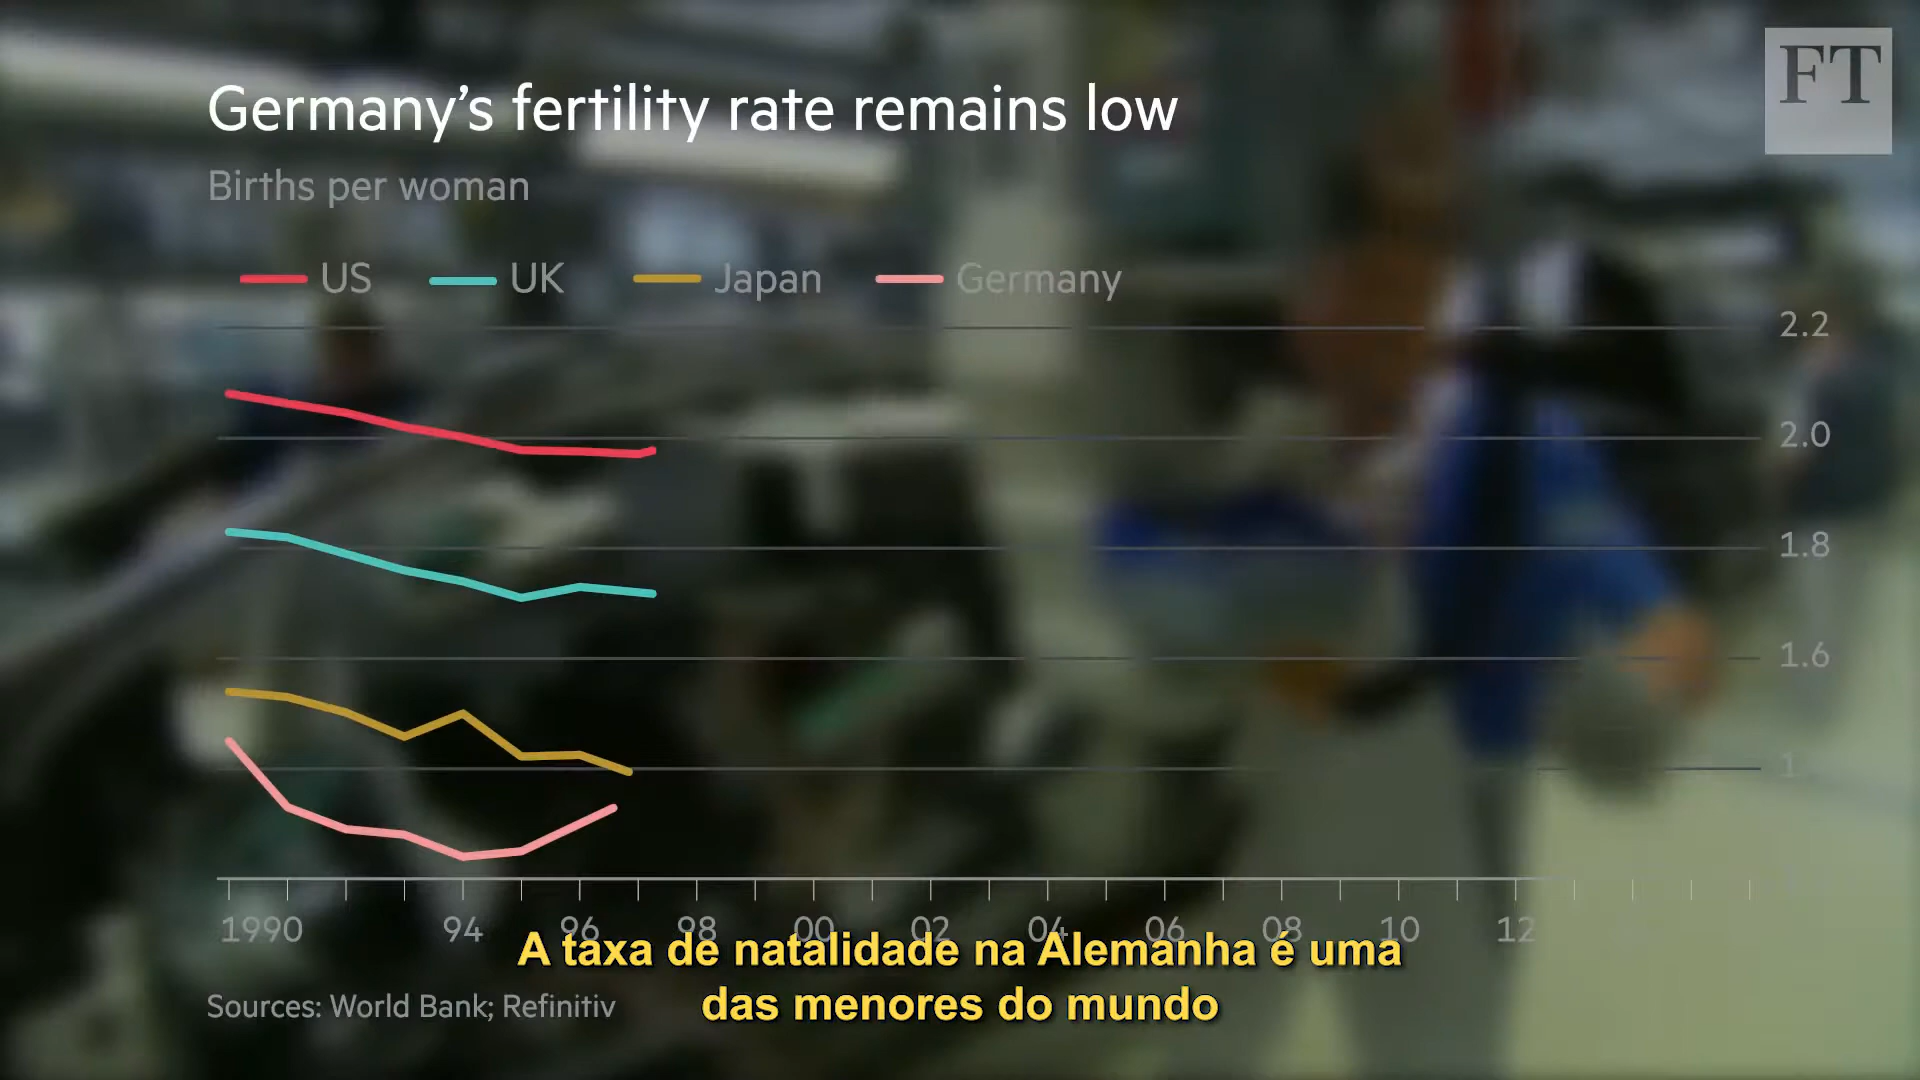 FT
Germany's fertility rate remains low
Births per woman
US UK Japan Germany
2.2
2.0
1.8
1.6
1990 94 96 98 00 02 04 06 08 10 12
A taxa de natalidade na Alemanha é uma
das menores do mundo
Sources: World Bank; Refinitiv